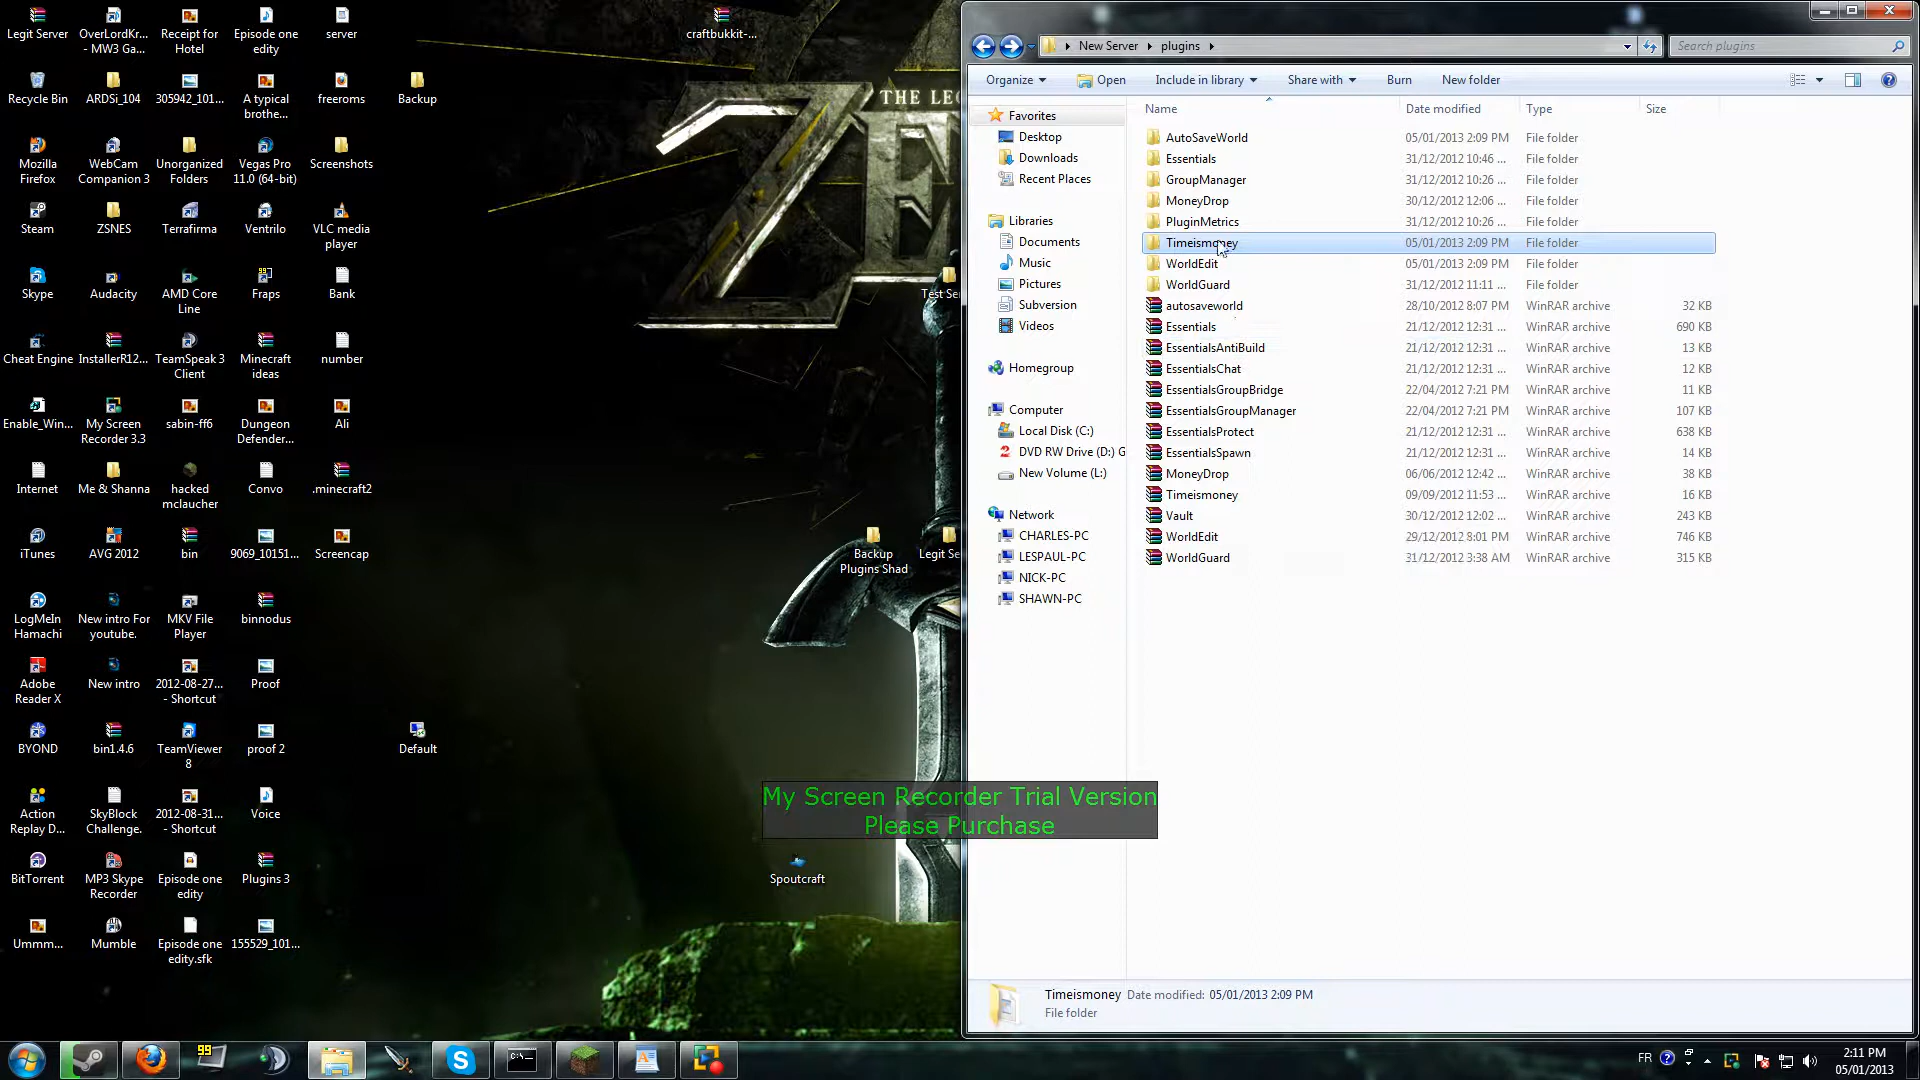 Legit Server
OverLordKr...
- MW3 Ga...
Receipt for
Hotel
Episode one
edity
server
craftbukkit-...
Recycle Bin
ARDSi_104
305942_101...
A typical
brothe...
freeroms
Backup
Mozilla
Firefox
WebCam
Companion 3
Unorganized
Folders
Vegas Pro
11.0 (64-bit)
Screenshots
Steam
ZSNES
Terrafirma
Ventrilo
VLC media
player
Skype
Audacity
AMD Core
Line
Fraps
Bank
Cheat Engine
InstallerR12...
TeamSpeak 3
Client
Minecraft
ideas
number
Enable_Win...
My Screen
Recorder 3.3
sabin-ff6
Dungeon
Defender...
Ali
Internet
Me & Shanna
hacked
mclaucher
Convo
.minecraft2
iTunes
AVG 2012
bin
9069_10151...
Screencap
LogMeIn
Hamachi
New intro For
youtube.
MKV File
Player
binnodus
Adobe
Reader X
New intro
2012-08-27...
- Shortcut
Proof
BYOND
bin1.4.6
TeamViewer
8
proof 2
Default
Action
Replay D...
SkyBlock
Challenge.
2012-08-31...
- Shortcut
Voice
BitTorrent
MP3 Skype
Recorder
Episode one
edity
Plugins 3
Ummm...
Mumble
Episode one
edity.sfk
155529_101...
THE LEG
ZE
Test Se
Backup
Plugins Shad
Legit Se
Spoutcraft
My Screen Recorder Trial Version
Please Purchase
New Server
plugins
Search plugins
Organize
Open
Include in library
Share with
Burn
New folder
Favorites
Desktop
Downloads
Recent Places
Libraries
Documents
Music
Pictures
Subversion
Videos
Homegroup
Computer
Local Disk (C:)
DVD RW Drive (D:) G
New Volume (L:)
Network
CHARLES-PC
LESPAUL-PC
NICK-PC
SHAWN-PC
Name Date modified Type Size
AutoSaveWorld 05/01/2013 2:09 PM File folder
Essentials 31/12/2012 10:46 ... File folder
GroupManager 31/12/2012 10:26 ... File folder
MoneyDrop 30/12/2012 12:06 ... File folder
PluginMetrics 31/12/2012 10:26 ... File folder
Timeismoney 05/01/2013 2:09 PM File folder
WorldEdit 05/01/2013 2:09 PM File folder
WorldGuard 31/12/2012 11:11 ... File folder
autosaveworld 28/10/2012 8:07 PM WinRAR archive 32 KB
Essentials 21/12/2012 12:31 ... WinRAR archive 690 KB
EssentialsAntiBuild 21/12/2012 12:31 ... WinRAR archive 13 KB
EssentialsChat 21/12/2012 12:31 ... WinRAR archive 12 KB
EssentialsGroupBridge 22/04/2012 7:21 PM WinRAR archive 11 KB
EssentialsGroupManager 22/04/2012 7:21 PM WinRAR archive 107 KB
EssentialsProtect 21/12/2012 12:31 ... WinRAR archive 638 KB
EssentialsSpawn 21/12/2012 12:31 ... WinRAR archive 14 KB
MoneyDrop 06/06/2012 12:42 ... WinRAR archive 38 KB
Timeismoney 09/09/2012 11:53 ... WinRAR archive 16 KB
Vault 30/12/2012 12:02 ... WinRAR archive 243 KB
WorldEdit 29/12/2012 8:01 PM WinRAR archive 746 KB
WorldGuard 31/12/2012 3:38 AM WinRAR archive 315 KB
Timeismoney Date modified: 05/01/2013 2:09 PM
File folder
99
FR
2:11 PM
05/01/2013